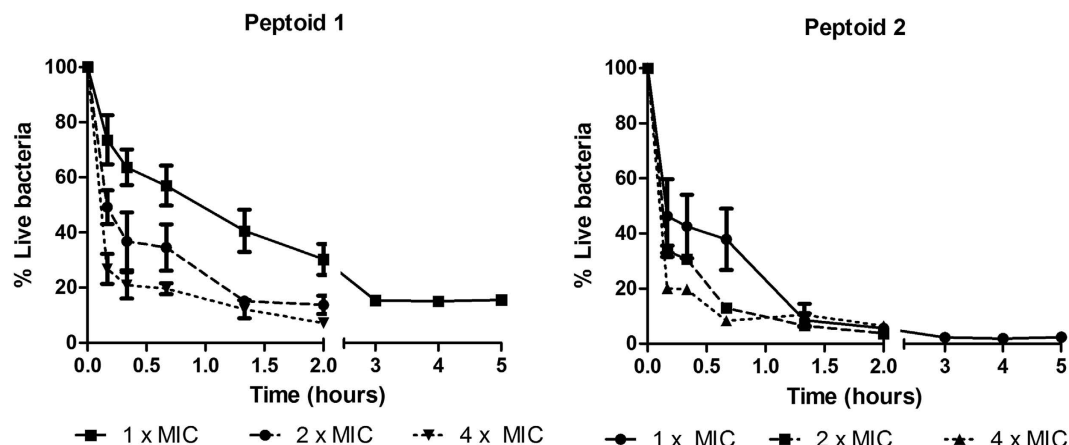 Peptoid 1
% Live bacteria
100
80
60
40
20
0
0.0 0.5 1.0 1.5 2.0 3 4 5
Time (hours)
1 x MIC 2 x MIC 4 x MIC
Peptoid 2
% Live bacteria
100
80
60
40
20
0
0.0 0.5 1.0 1.5 2.0 3 4 5
Time (hours)
1 x MIC 2 x MIC 4 x MIC